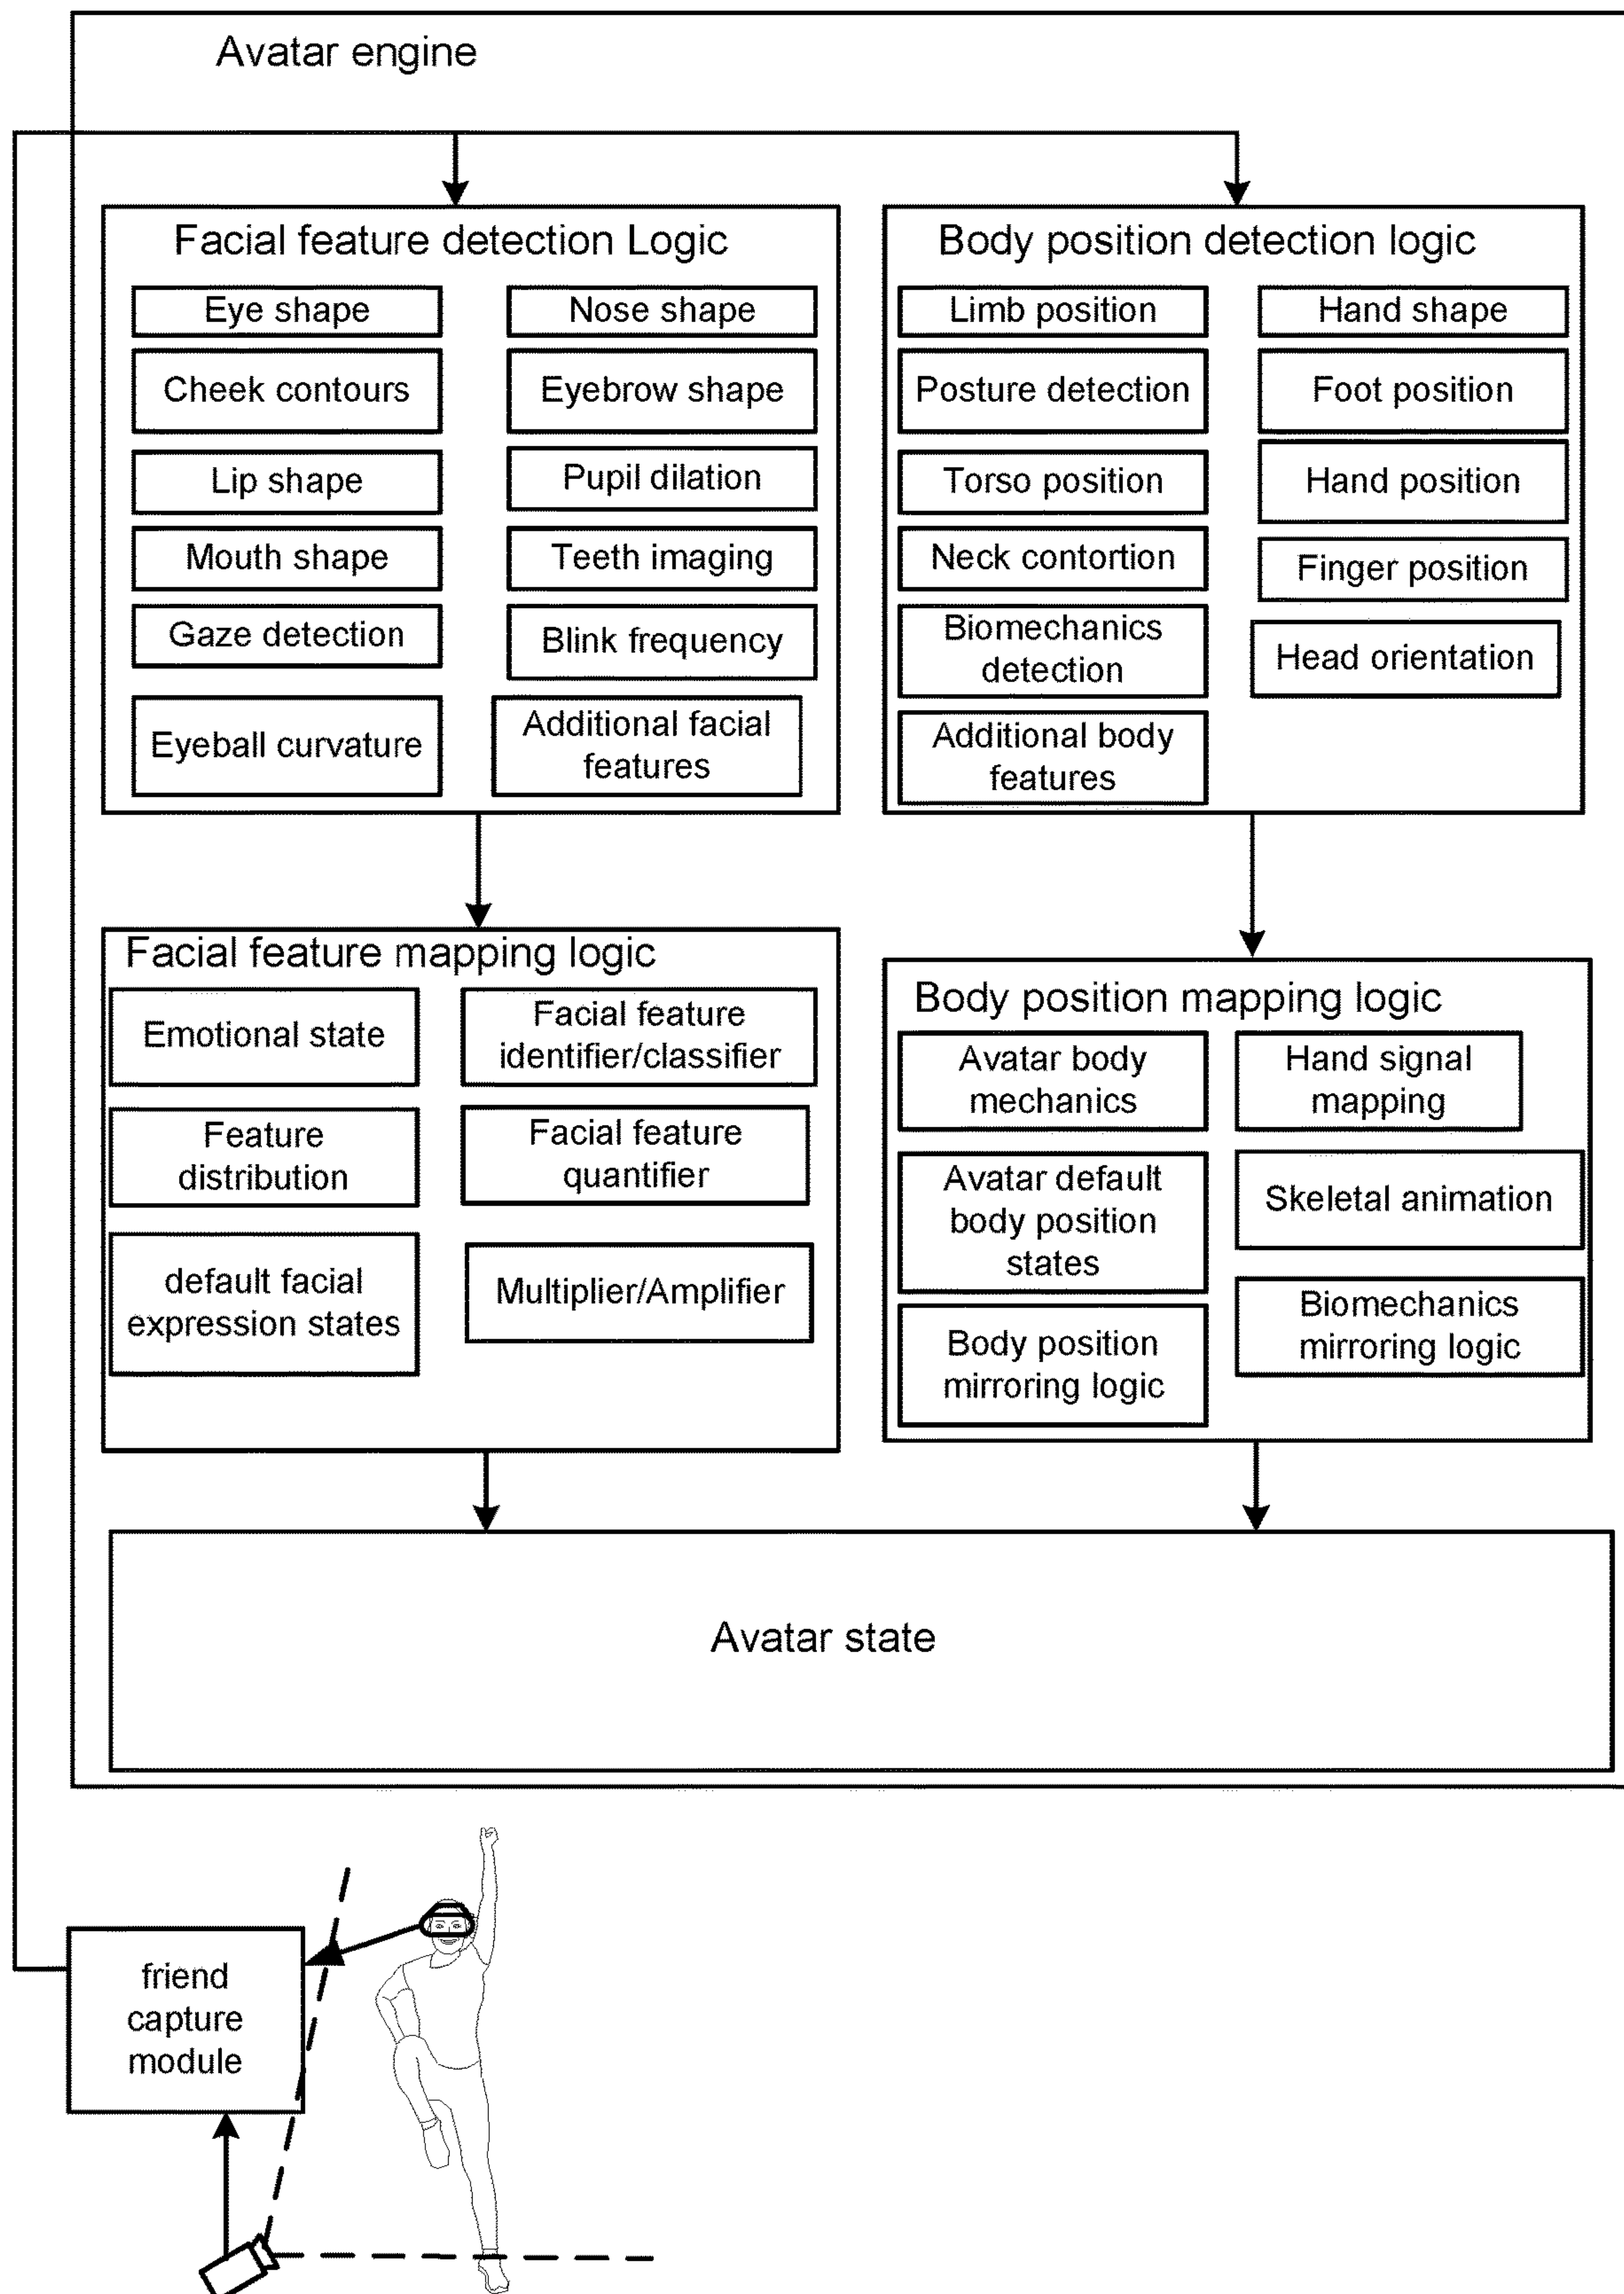 Avatar engine
Facial feature detection Logic
Eye shape
Nose shape
Cheek contours
Eyebrow shape
Lip shape
Pupil dilation
Mouth shape
Teeth imaging
Gaze detection
Blink frequency
Eyeball curvature
Additional facial
features
Body position detection logic
Limb position
Hand shape
Posture detection
Foot position
Torso position
Hand position
Neck contortion
Finger position
Biomechanics
detection
Head orientation
Additional body
features
Facial feature mapping logic
Emotional state
Facial feature
identifier/classifier
Feature
distribution
Facial feature
quantifier
default facial
expression states
Multiplier/Amplifier
Body position mapping logic
Avatar body
mechanics
Hand signal
mapping
Avatar default
body position
states
Skeletal animation
Body position
mirroring logic
Biomechanics
mirroring logic
Avatar state
friend
capture
module